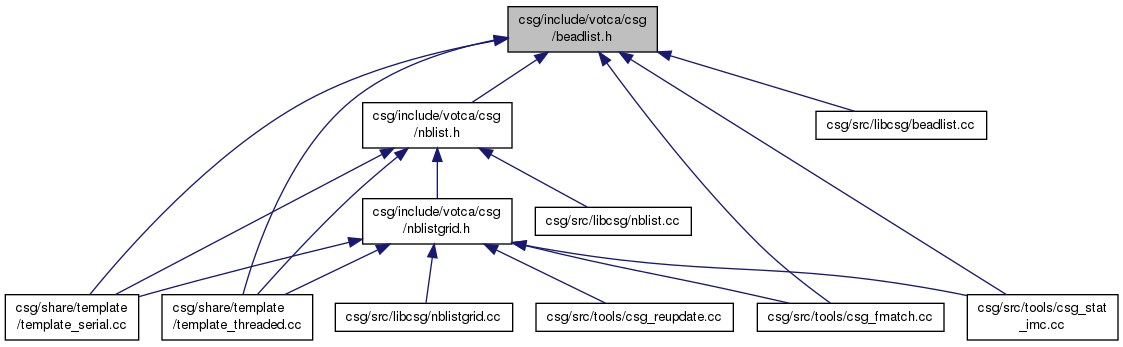 csg/include/votca/csg
/beadlist.h
csg/include/votca/csg
/nblist.h
csg/src/libcsg/beadlist.cc
csg/include/votca/csg
/nblistgrid.h
csg/src/libcsg/nblist.cc
csg/share/template
/template_serial.cc
csg/share/template
/template_threaded.cc
csg/src/libcsg/nblistgrid.cc
csg/src/tools/csg_reupdate.cc
csg/src/tools/csg_fmatch.cc
csg/src/tools/csg_stat
_imc.cc